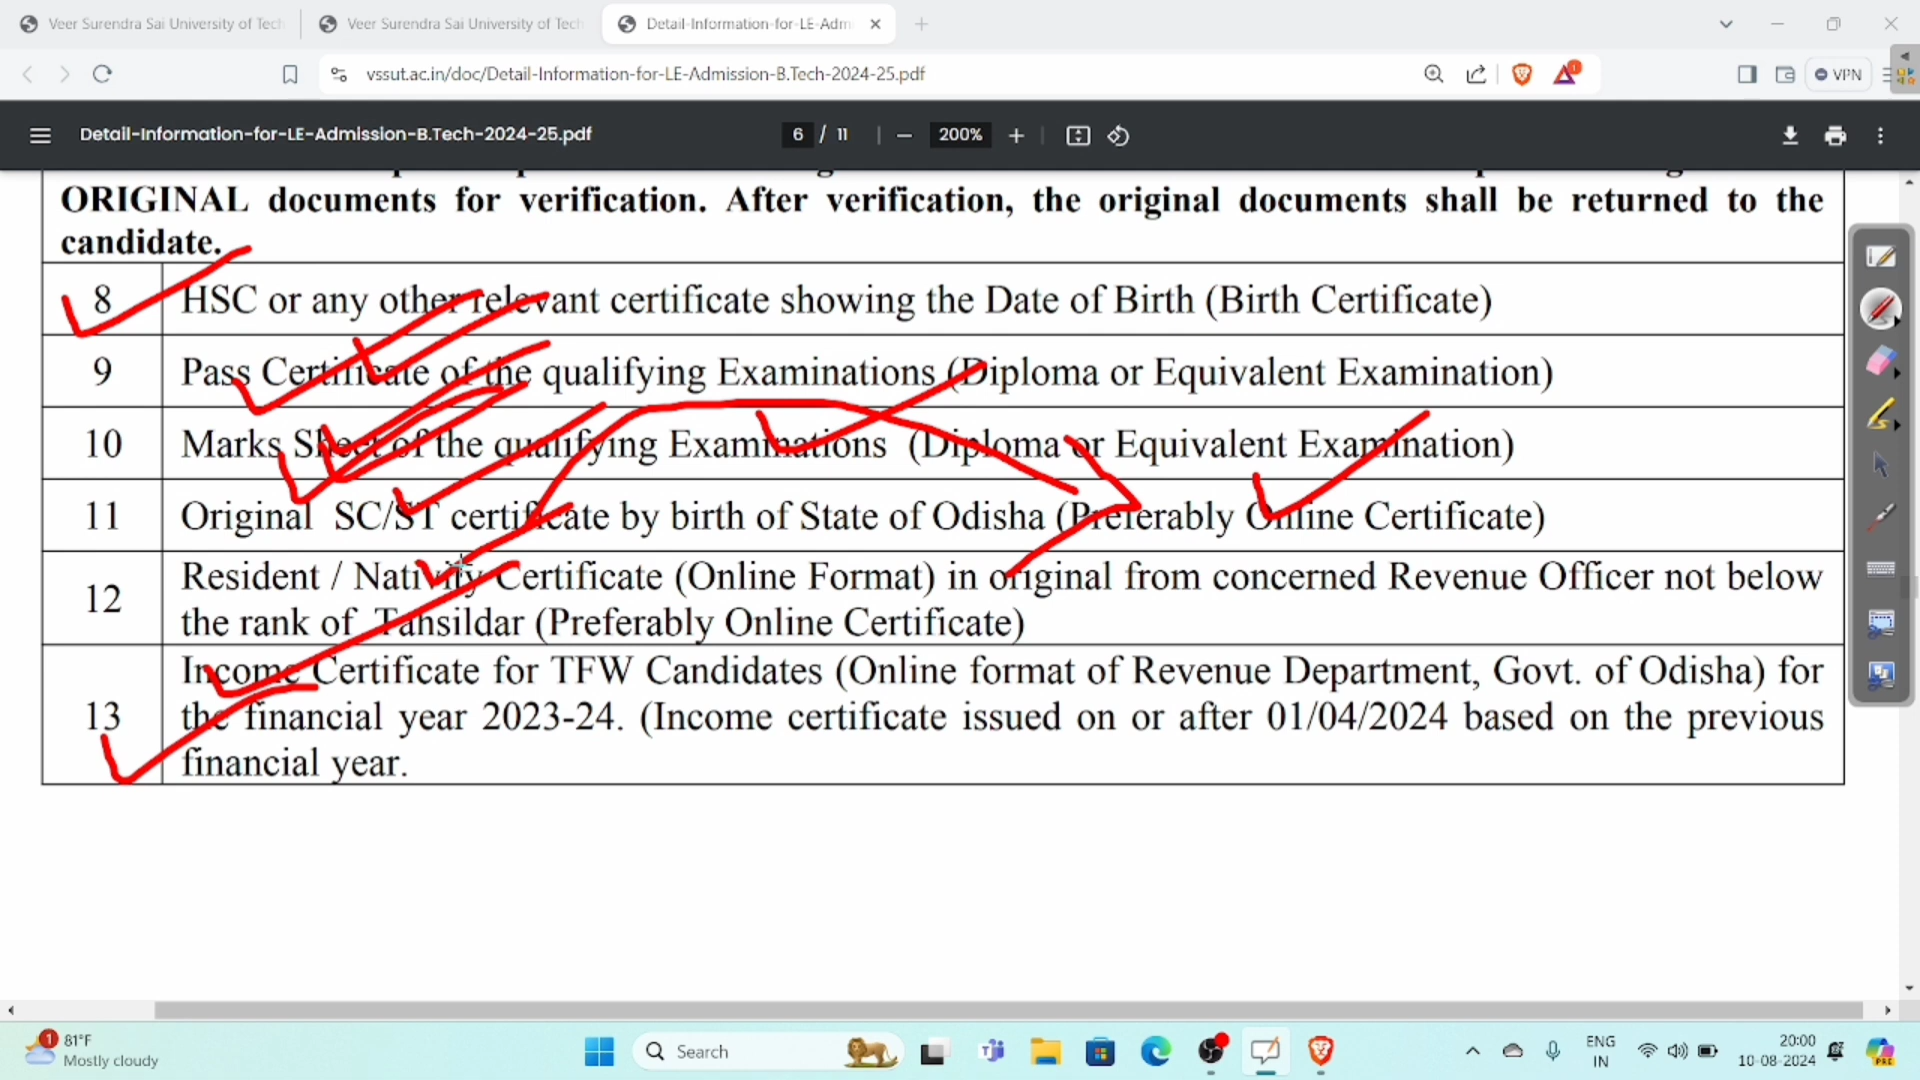 Veer Surendra Sai University of Tech
Veer Surendra Sai University of Tech
Detail-Information-for-LE-Adm
vssut.ac.in/doc/Detail-Information-for-LE-Admission-B.Tech-2024-25.pdf
1
VPN
Detail-Information-for-LE-Admission-B.Tech-2024-25.pdf
6 / 11
200%
ORIGINAL documents for verification. After verification, the original documents shall be returned to the
candidate.
8 HSC or any other relevant certificate showing the Date of Birth (Birth Certificate)
9 Pass Certificate of the qualifying Examinations (Diploma or Equivalent Examination)
10 Marks Sheet of the qualifying Examinations (Diploma or Equivalent Examination)
11 Original SC/ST certificate by birth of State of Odisha (Preferably Online Certificate)
12 Resident / Nativity Certificate (Online Format) in original from concerned Revenue Officer not below
the rank of Tahsildar (Preferably Online Certificate)
13 Income Certificate for TFW Candidates (Online format of Revenue Department, Govt. of Odisha) for
the financial year 2023-24. (Income certificate issued on or after 01/04/2024 based on the previous
financial year.
1
81°F
Mostly cloudy
Search
ENG
IN
20:00
10-08-2024
PRE